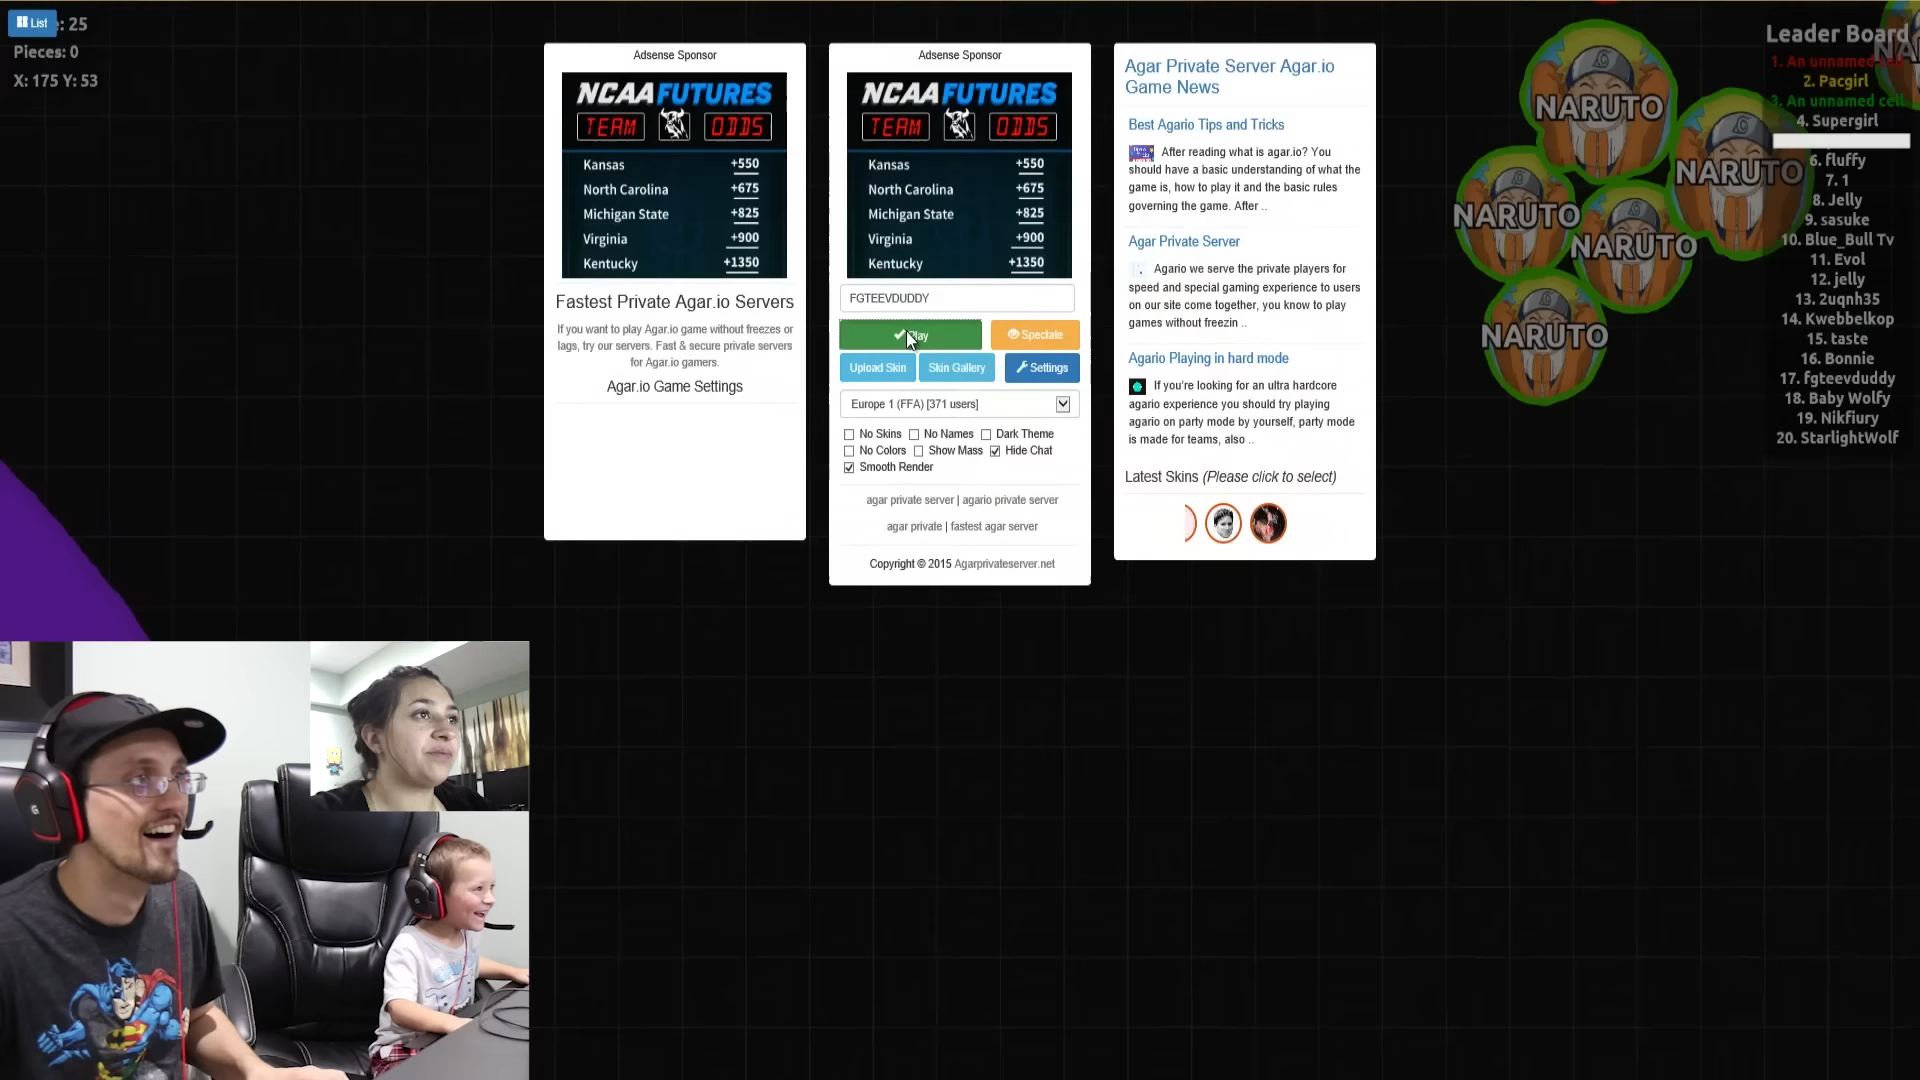 List
: 25
Pieces: 0
X: 175 Y: 53
Adsense Sponsor
NCAA FUTURES
TEAM ODDS
Kansas +550
North Carolina +675
Michigan State +825
Virginia +900
Kentucky +1350
Fastest Private Agar.io Servers
If you want to play Agar.io game without freezes or
lags, try our servers. Fast & secure private servers
for Agar.io gamers.
Agar.io Game Settings
Adsense Sponsor
NCAA FUTURES
TEAM ODDS
Kansas +550
North Carolina +675
Michigan State +825
Virginia +900
Kentucky +1350
FGTEEVDUDDY
Play
Spectate
Upload Skin
Skin Gallery
Settings
Europe 1 (FFA) [371 users]
No Skins No Names Dark Theme
No Colors Show Mass Hide Chat
Smooth Render
agar private server | agario private server
agar private | fastest agar server
Copyright © 2015 Agarprivateserver.net
Agar Private Server Agar.io
Game News
Best Agario Tips and Tricks
After reading what is agar.io? You
should have a basic understanding of what the
game is, how to play it and the basic rules
governing the game. After ..
Agar Private Server
Agario we serve the private players for
speed and special gaming experience to users
on our site come together, you know to play
games without freezin ..
Agario Playing in hard mode
If you're looking for an ultra hardcore
agario experience you should try playing
agario on party mode by yourself, party mode
is made for teams, also ..
Latest Skins (Please click to select)
NARUTO
NARUTO
NARUTO
NARUTO
NARUTO
Leader Board
1. An unnamed cell
2. Pacgirl
3. An unnamed cell
4. Supergirl
6. fluffy
7. 1
8. Jelly
9. sasuke
10. Blue_Bull Tv
11. Evol
12. jelly
13. 2uqnh35
14. Kwebbelkop
15. taste
16. Bonnie
17. fgteevduddy
18. Baby Wolfy
19. Nikfiury
20. StarlightWolf